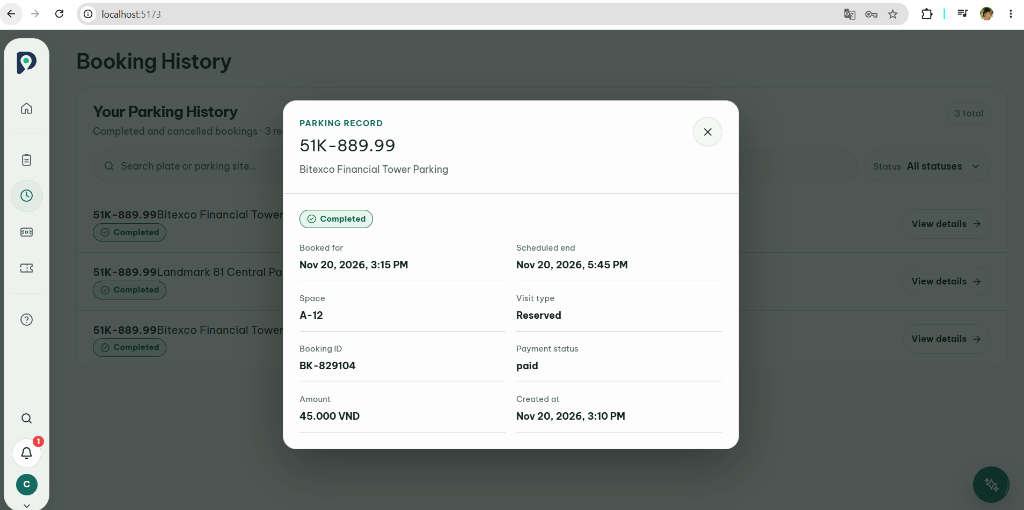 localhost:5173
Booking History
Your Parking History
3 total
Completed and cancelled bookings · 3 re
Search plate or parking site...
Status All statuses
51K-889.99Bitexco Financial Tower
Completed
View details
51K-889.99Landmark 81 Central Pa
Completed
View details
51K-889.99Bitexco Financial Tower
Completed
View details
PARKING RECORD
51K-889.99
Bitexco Financial Tower Parking
Completed
Booked for
Nov 20, 2026, 3:15 PM
Scheduled end
Nov 20, 2026, 5:45 PM
Space
A-12
Visit type
Reserved
Booking ID
BK-829104
Payment status
paid
Amount
45.000 VND
Created at
Nov 20, 2026, 3:10 PM
1
C